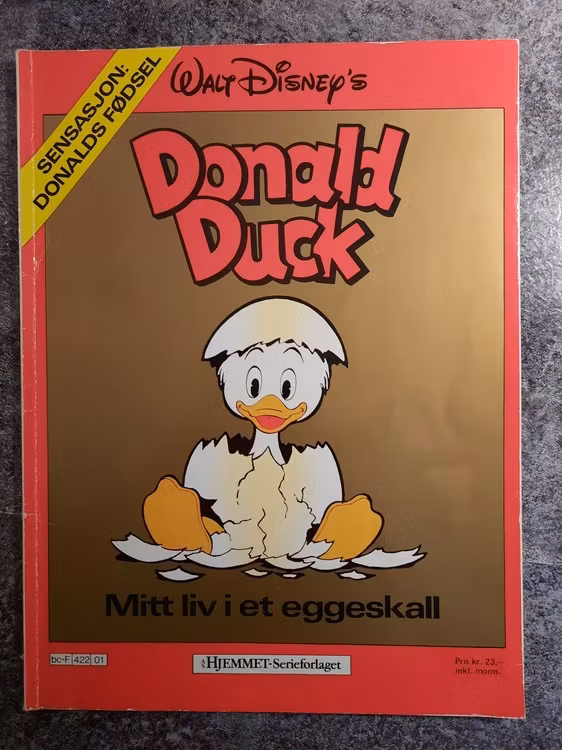 SENSASJON:
DONALDS FØDSEL
WALT DISNEY'S
Donald
Duck
Mitt liv i et eggeskall
bc-F 422 01
A/S HJEMMET-Serieforlaget
Pris kr. 23,-
inkl. moms.